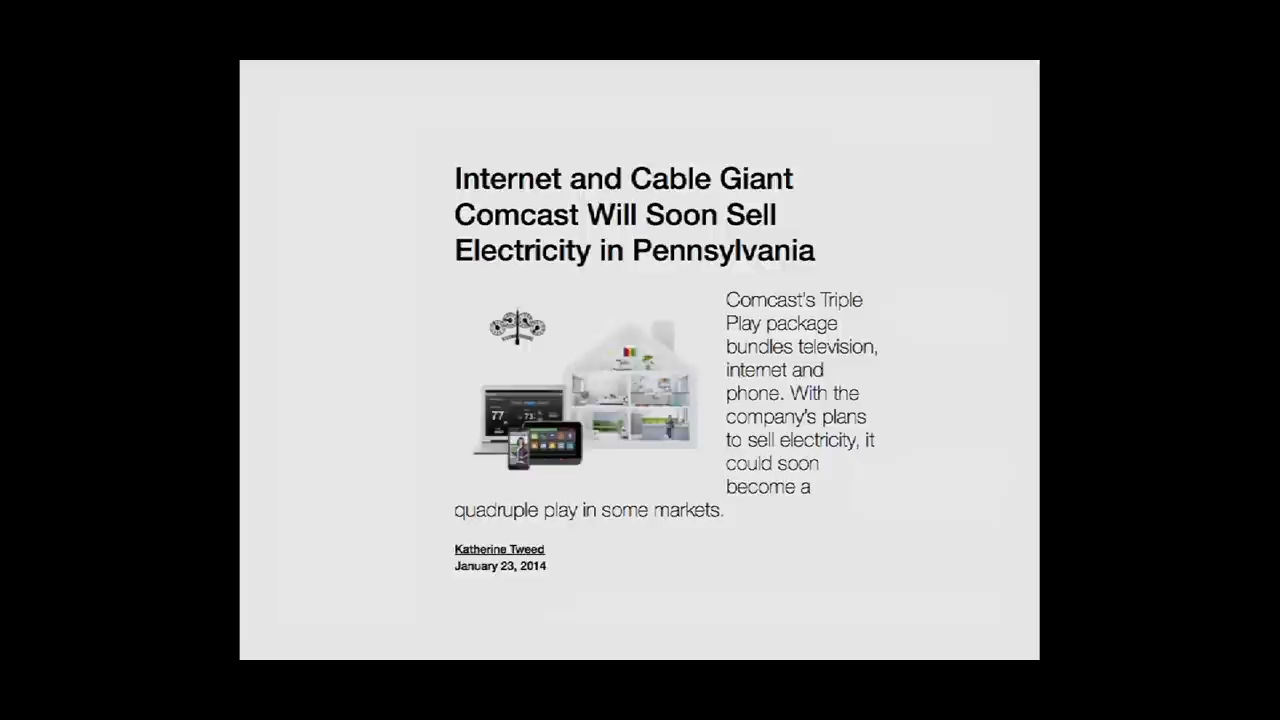 Internet and Cable Giant
Comcast Will Soon Sell
Electricity in Pennsylvania
Comcast's Triple
Play package
bundles television,
internet and
phone. With the
company's plans
to sell electricity, it
could soon
become a
quadruple play in some markets.
77
73
Katherine Tweed
January 23, 2014